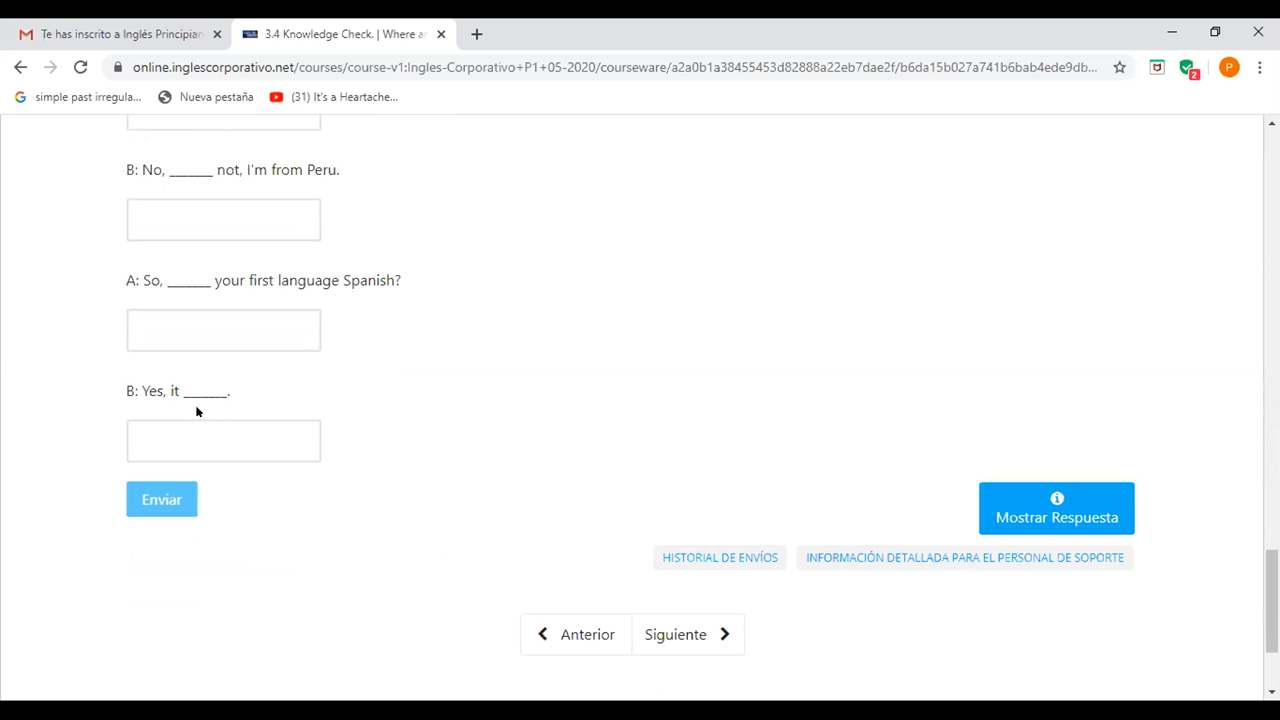 Te has inscrito a Inglés Principian
3.4 Knowledge Check. | Where a
online.inglescorporativo.net/courses/course-v1:Ingles-Corporativo+P1+05-2020/courseware/a2a0b1a38455453d82888a22eb7dae2f/b6da15b027a741b6bab4ede9db...
P
2
simple past irregula...
Nueva pestaña
(31) It's a Heartache...
B: No, ______ not, I'm from Peru.
A: So, ______ your first language Spanish?
B: Yes, it ______.
Enviar
Mostrar Respuesta
HISTORIAL DE ENVÍOS
INFORMACIÓN DETALLADA PARA EL PERSONAL DE SOPORTE
Anterior
Siguiente